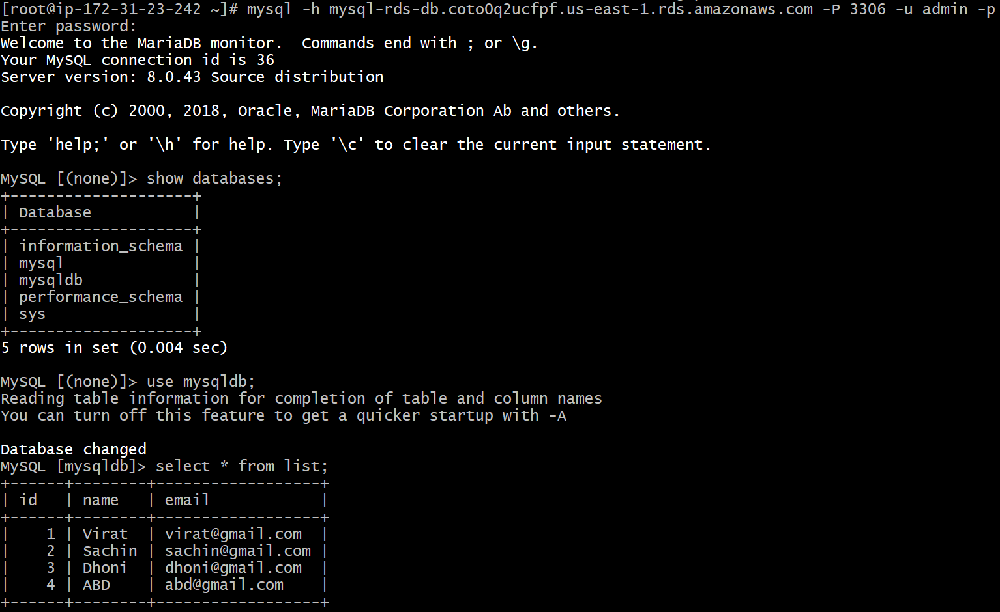 [root@ip-172-31-23-242 ~]# mysql -h mysql-rds-db.coto0q2ucfpf.us-east-1.rds.amazonaws.com -P 3306 -u admin -p
Enter password:
Welcome to the MariaDB monitor.  Commands end with ; or \g.
Your MySQL connection id is 36
Server version: 8.0.43 Source distribution

Copyright (c) 2000, 2018, Oracle, MariaDB Corporation Ab and others.

Type 'help;' or '\h' for help. Type '\c' to clear the current input statement.

MySQL [(none)]> show databases;
+--------------------+
| Database           |
+--------------------+
| information_schema |
| mysql              |
| mysqldb            |
| performance_schema |
| sys                |
+--------------------+
5 rows in set (0.004 sec)

MySQL [(none)]> use mysqldb;
Reading table information for completion of table and column names
You can turn off this feature to get a quicker startup with -A

Database changed
MySQL [mysqldb]> select * from list;
+------+--------+------------------+
| id   | name   | email            |
+------+--------+------------------+
|    1 | Virat  | virat@gmail.com  |
|    2 | Sachin | sachin@gmail.com |
|    3 | Dhoni  | dhoni@gmail.com  |
|    4 | ABD    | abd@gmail.com    |
+------+--------+------------------+